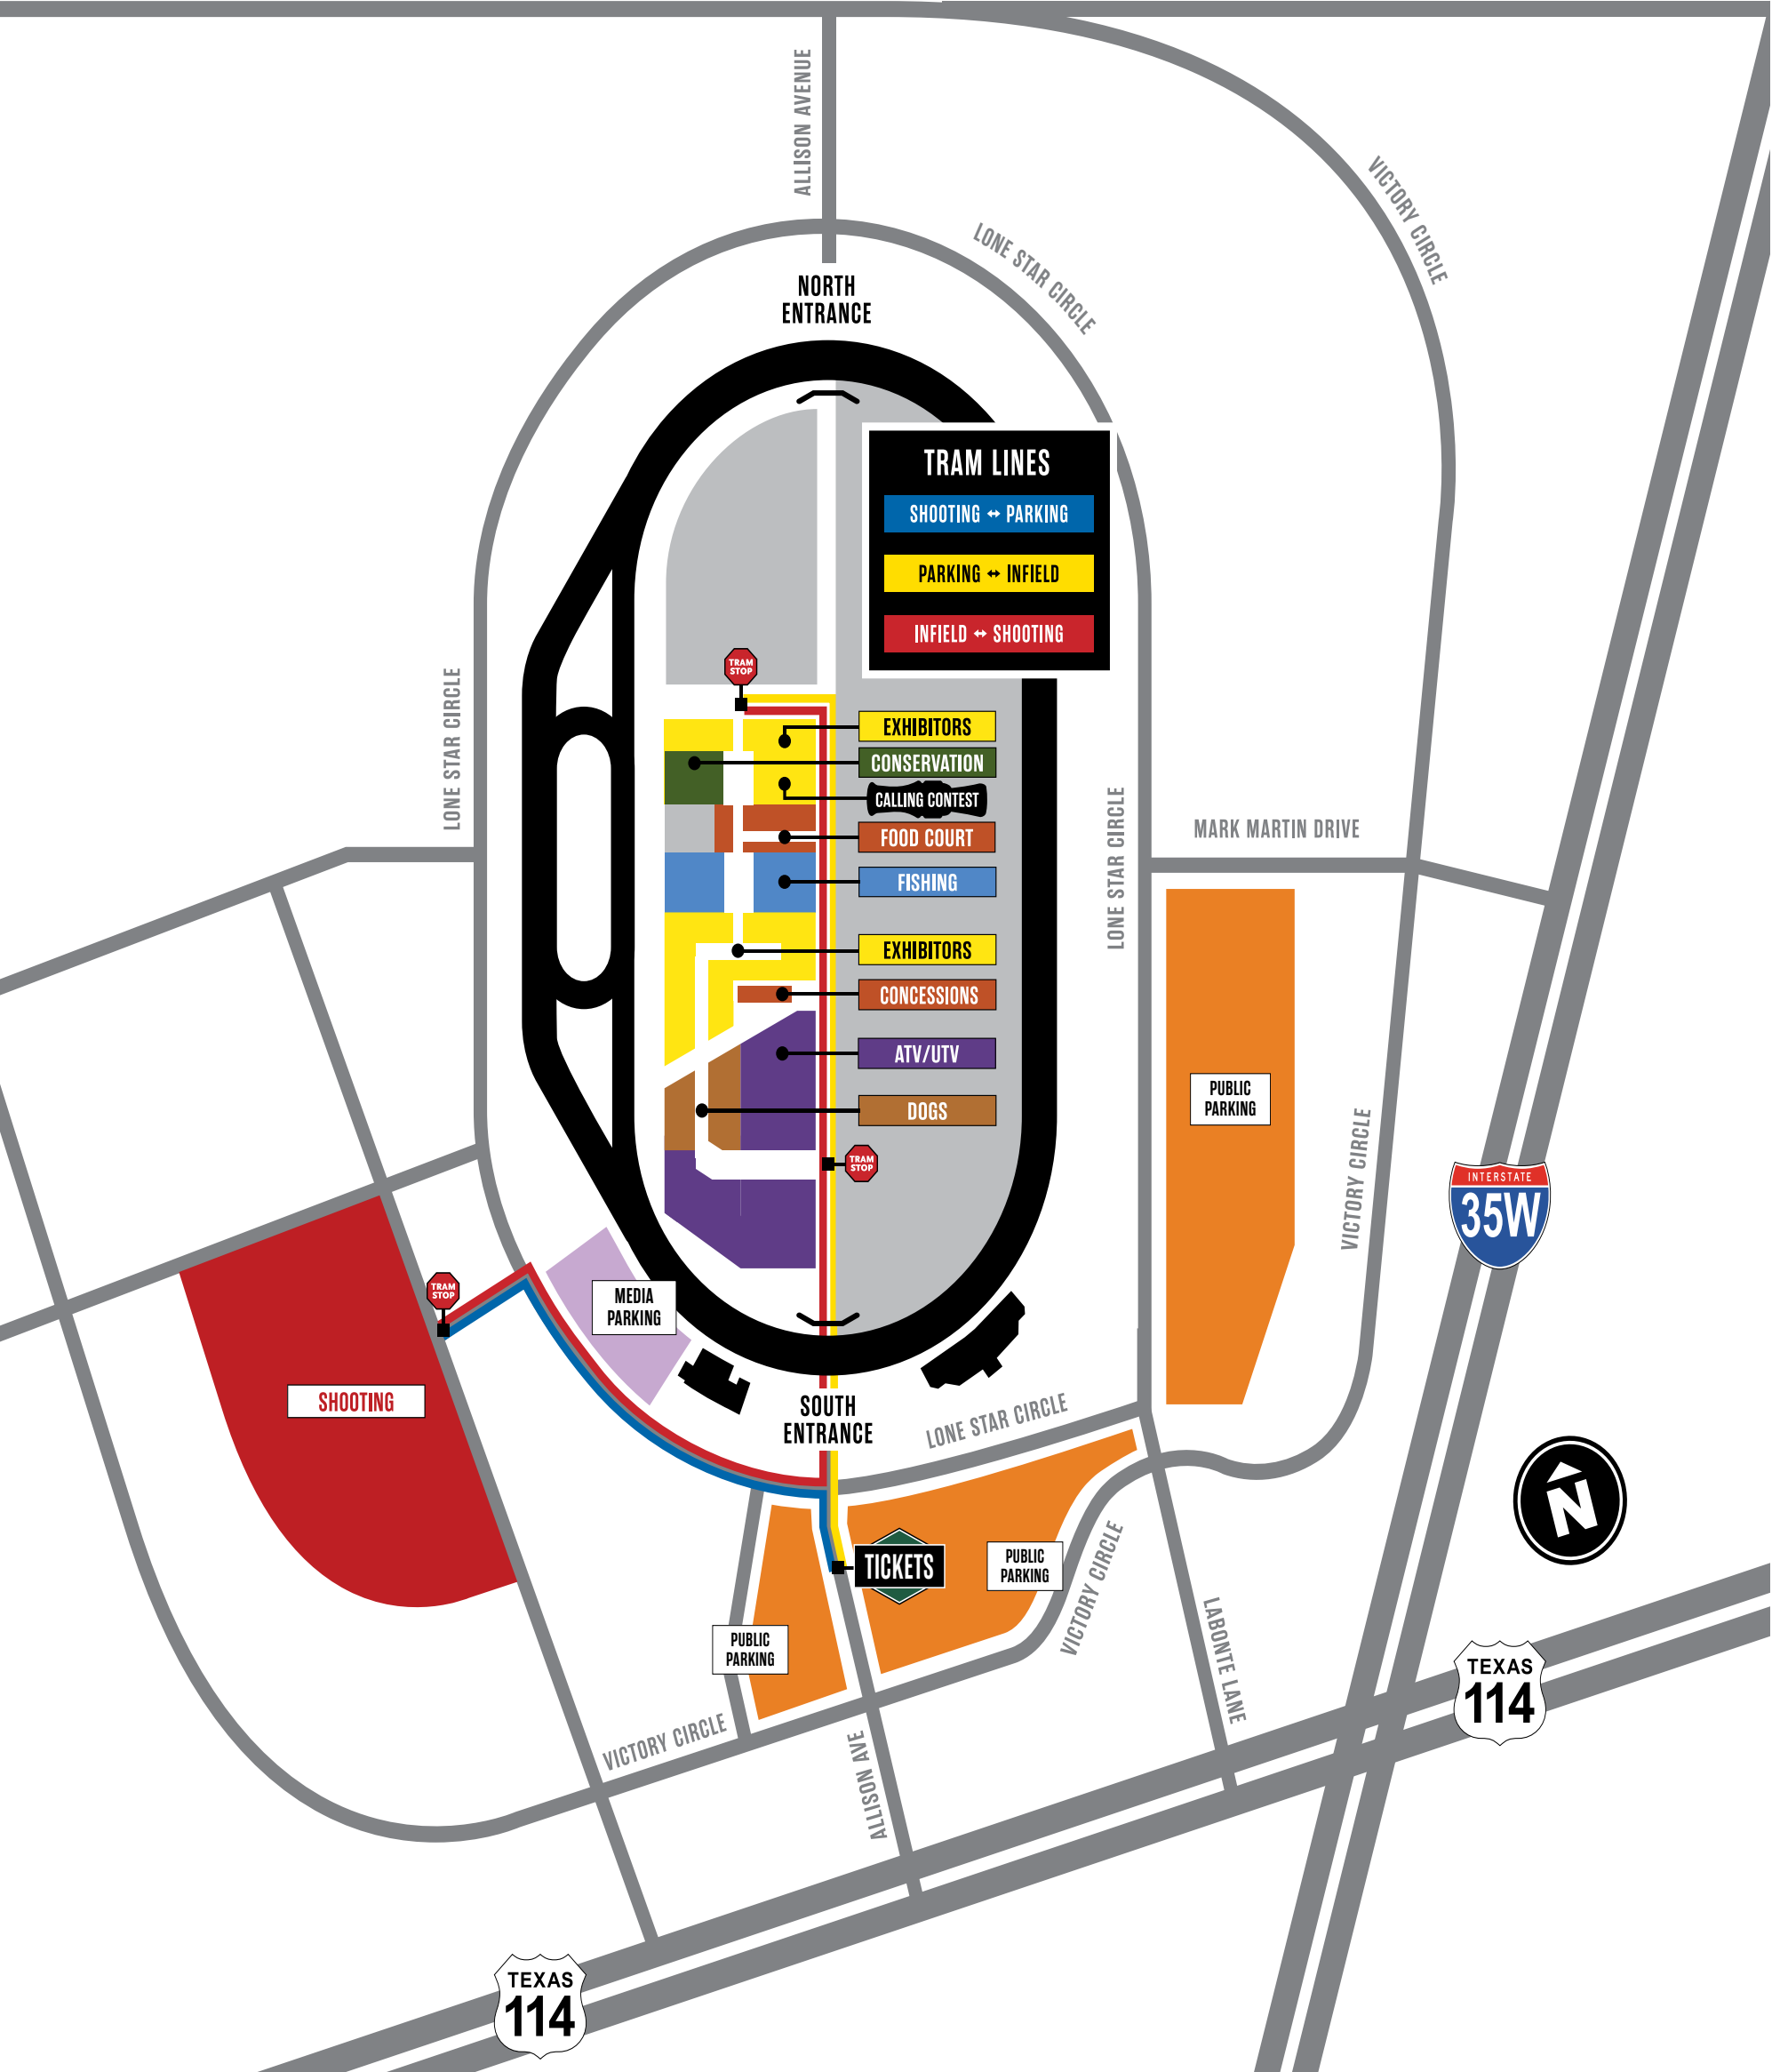 ALLISON AVENUE
VICTORY CIRCLE
LONE STAR CIRCLE
NORTH
ENTRANCE
TRAM LINES
SHOOTING ↔ PARKING
PARKING ↔ INFIELD
INFIELD ↔ SHOOTING
TRAM
STOP
LONE STAR CIRCLE
EXHIBITORS
CONSERVATION
CALLING CONTEST
FOOD COURT
FISHING
EXHIBITORS
CONCESSIONS
ATV/UTV
DOGS
LONE STAR CIRCLE
MARK MARTIN DRIVE
PUBLIC
PARKING
VICTORY CIRCLE
TRAM
STOP
INTERSTATE
35W
TRAM
STOP
MEDIA
PARKING
SHOOTING
SOUTH
ENTRANCE
LONE STAR CIRCLE
N
TICKETS
PUBLIC
PARKING
VICTORY CIRCLE
PUBLIC
PARKING
LABONTE LANE
VICTORY CIRCLE
ALLISON AVE
TEXAS
114
TEXAS
114